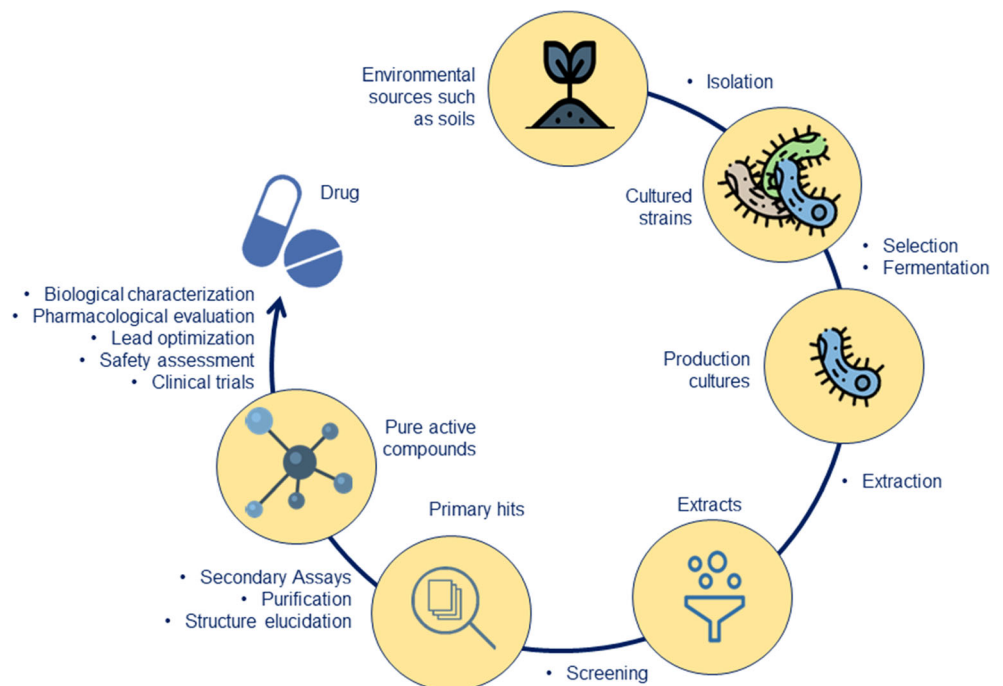 Environmental
sources such
as soils
• Isolation
Cultured
strains
• Selection
• Fermentation
Production
cultures
• Extraction
Extracts
• Screening
Primary hits
• Secondary Assays
• Purification
• Structure elucidation
Pure active
compounds
• Biological characterization
• Pharmacological evaluation
• Lead optimization
• Safety assessment
• Clinical trials
Drug